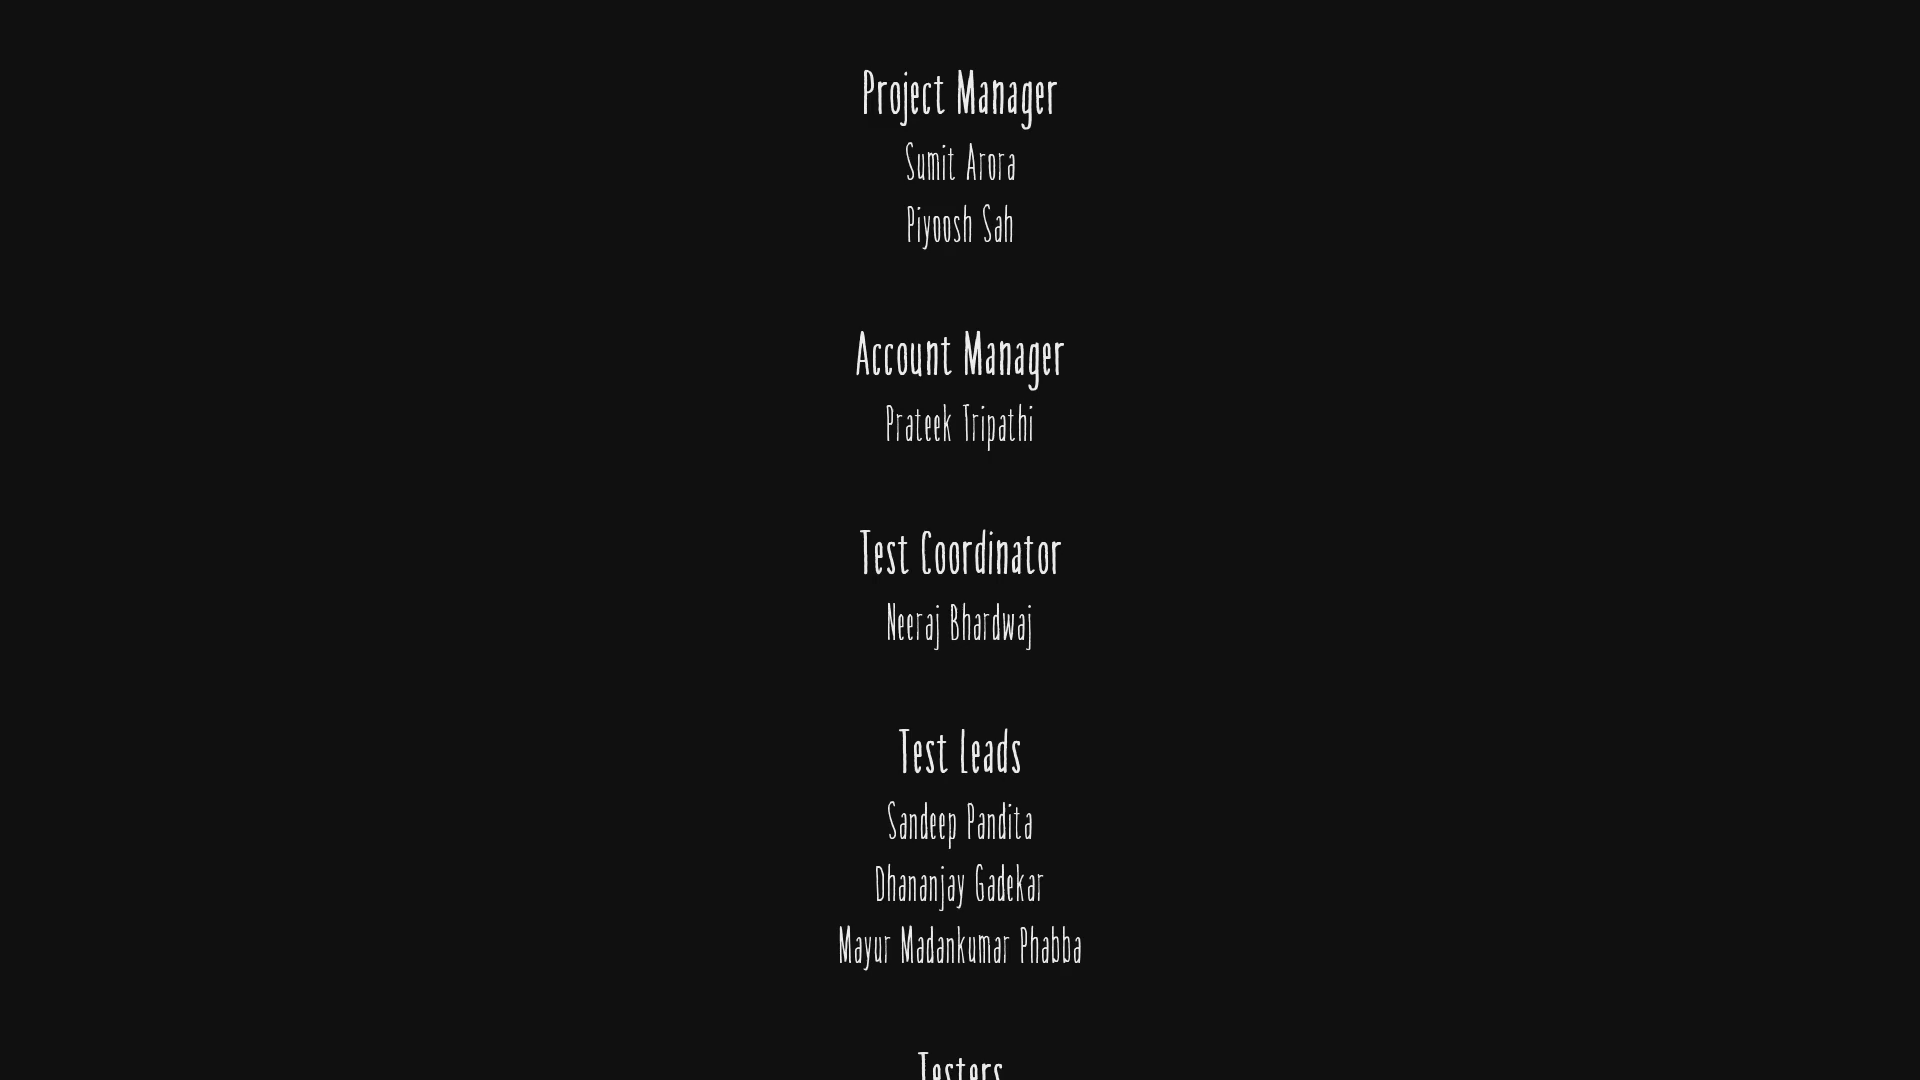 Project Manager
Sumit Arora
Piyoosh Sah
Account Manager
Prateek Tripathi
Test Coordinator
Neeraj Bhardwaj
Test Leads
Sandeep Pandita
Dhananjay Gadekar
Mayur Madankumar Phabba
Testers